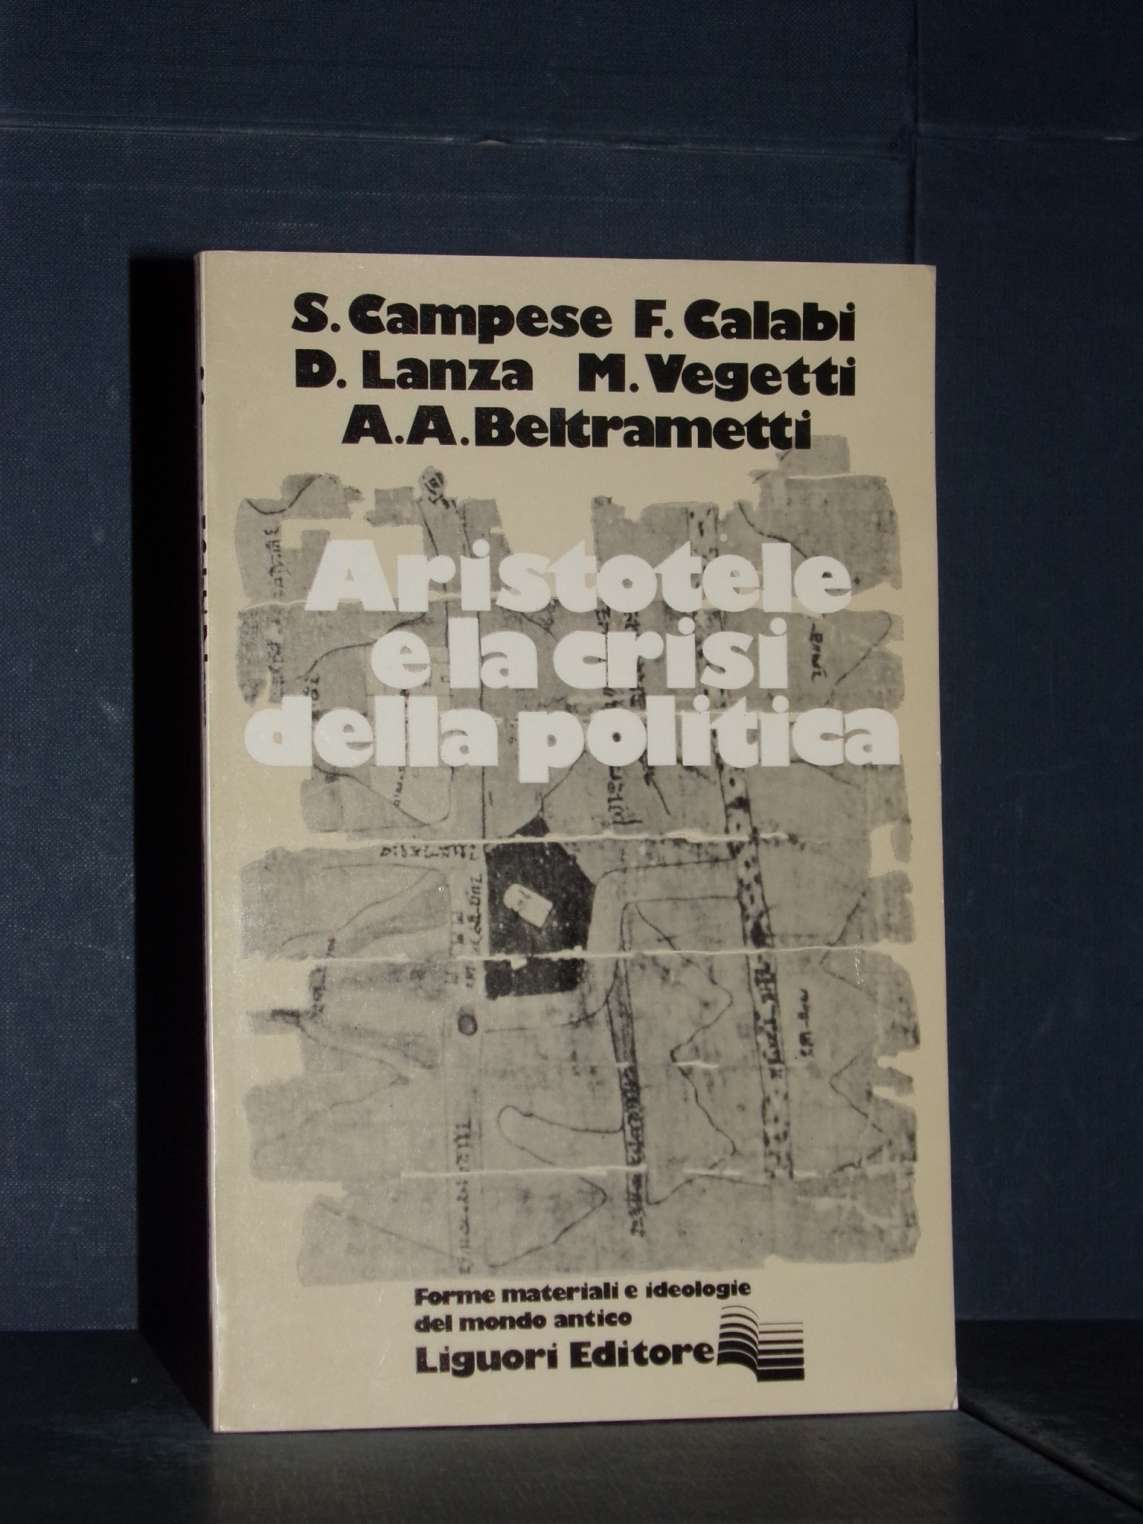 S. Campese F. Calabi
D. Lanza M. Vegetti
A.A. Beltrametti
Aristotele
e la crisi
della politica
Forme materiali e ideologie
del mondo antico
Liguori Editore